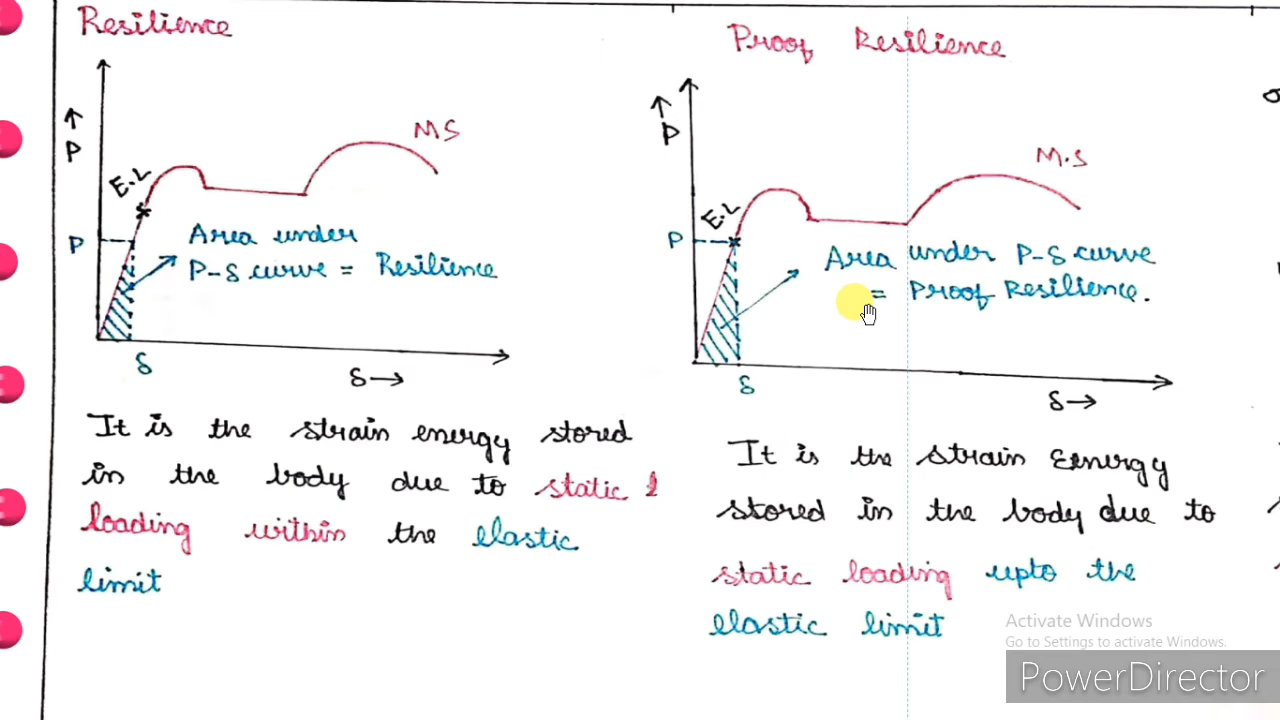 Resilience
↑
P
MS
E.L
P
Area under
P-δ curve = Resilience
δ
δ→
It is the strain energy stored
in the body due to static
loading within the elastic
limit
Proof Resilience
↑
P
M.S
E.L
P
Area under P-δ curve
= Proof Resilience.
δ
δ→
It is the strain Eenergy
stored in the body due to
static loading upto the
elastic limit
Activate Windows
Go to Settings to activate Windows.
PowerDirector